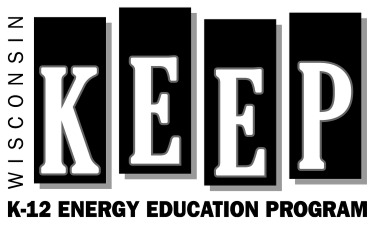 WISCONSIN
KEEP
K-12 ENERGY EDUCATION PROGRAM